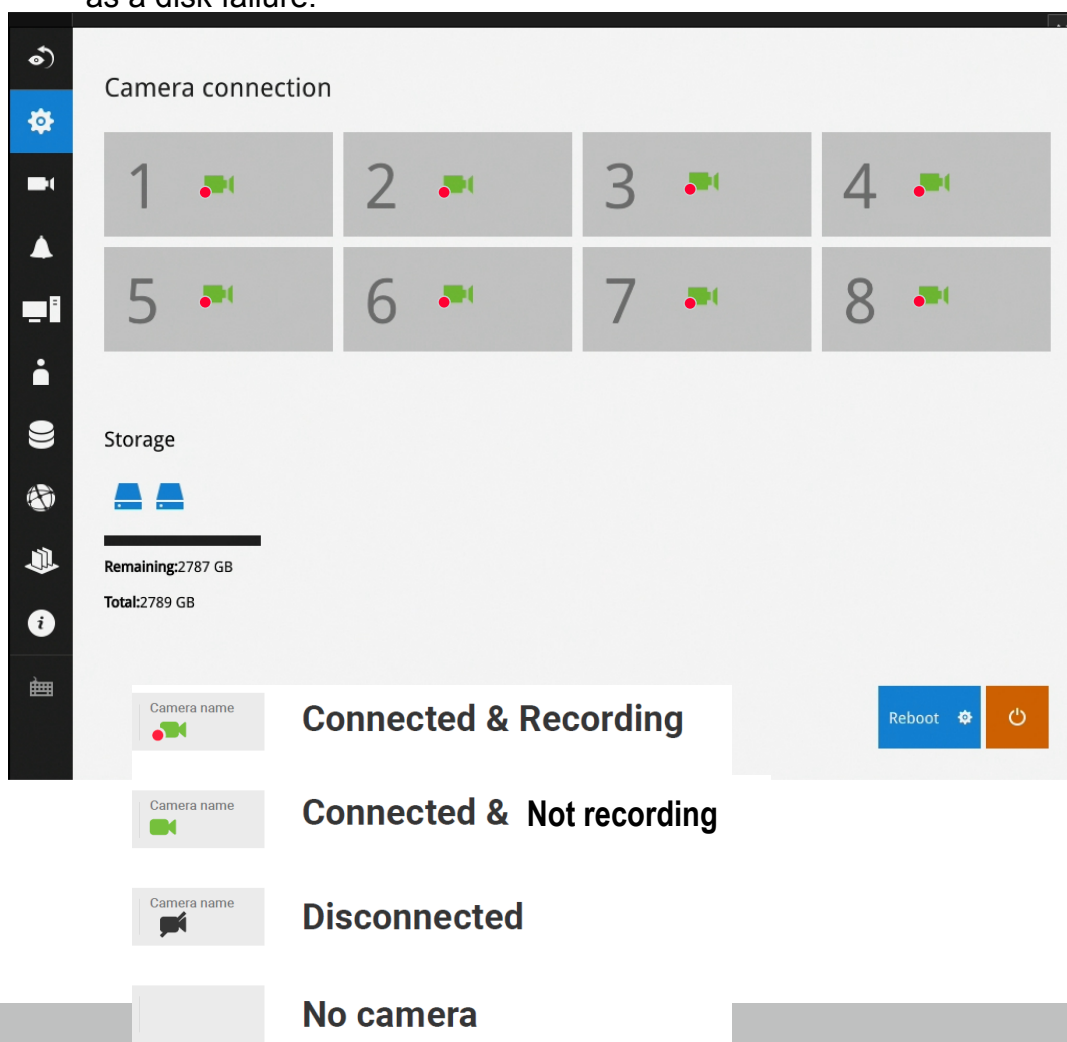 as a disk failure.
Camera connection
1 2 3 4
5 6 7 8
Storage
Remaining:2787 GB
Total:2789 GB
Reboot
Camera name
Connected & Recording
Camera name
Connected & Not recording
Camera name
Disconnected
No camera